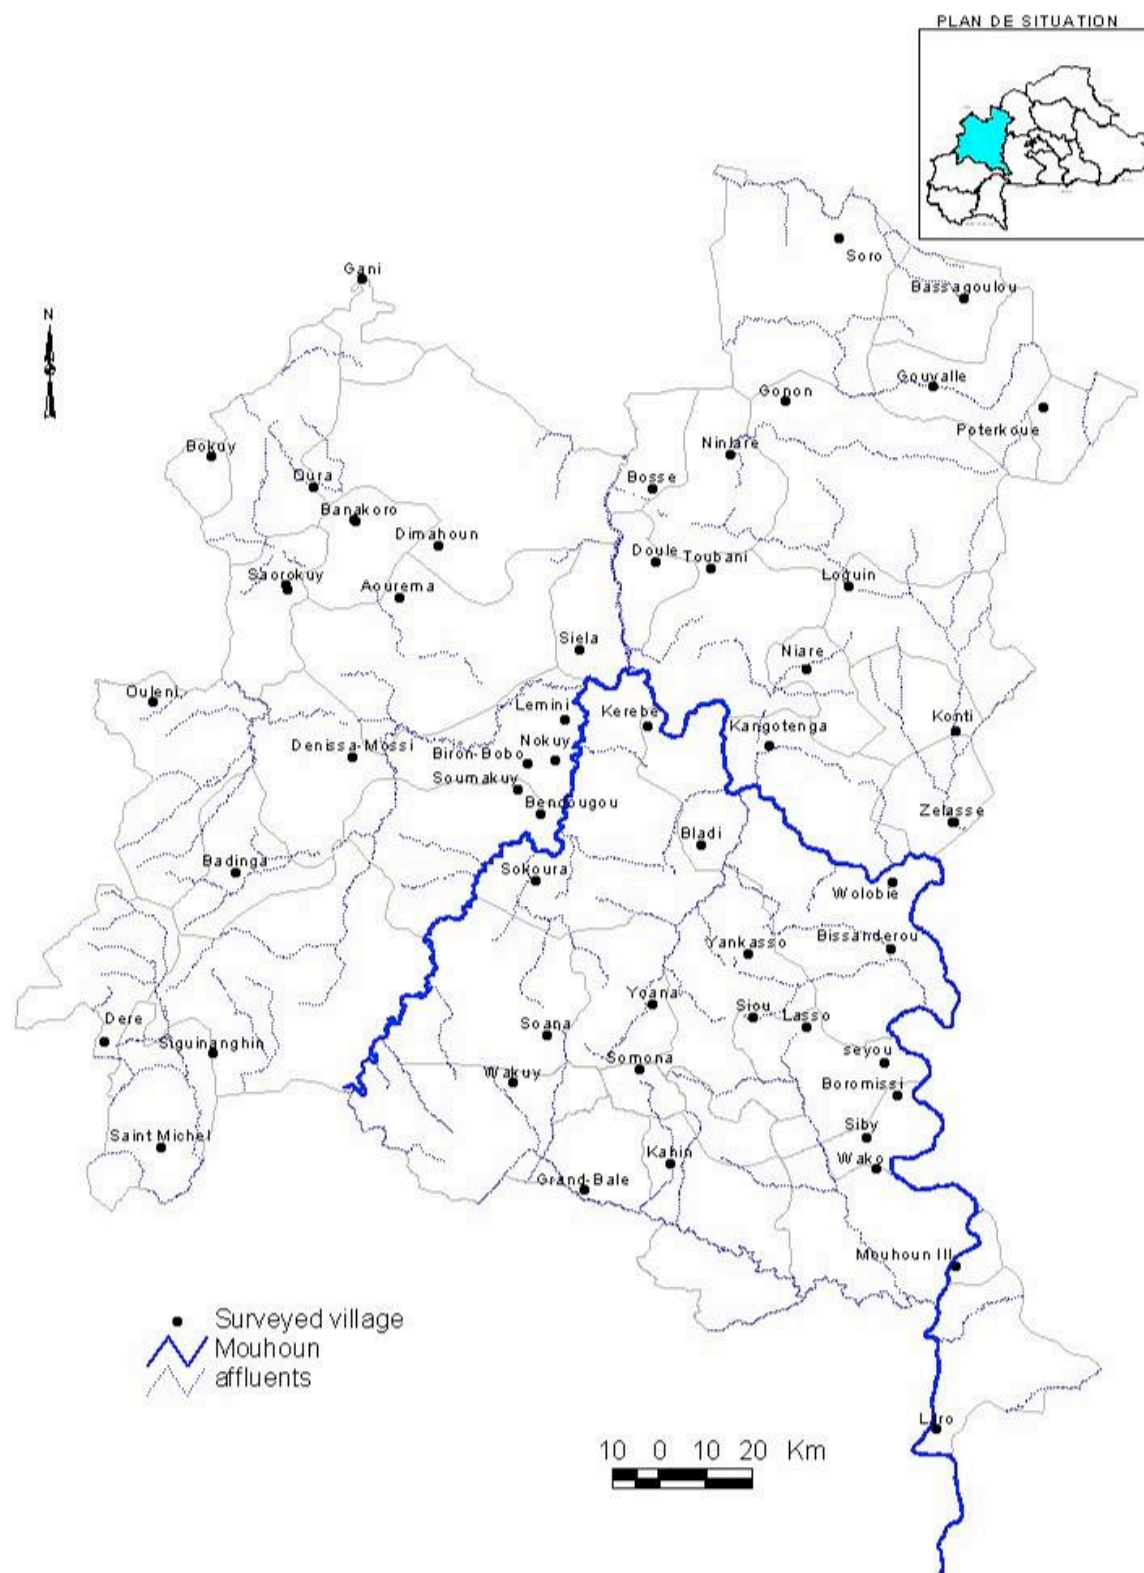 PLAN DE SITUATION
Soro
Gani
Bassagoulou
N
Gouvalle
Gonon
Poterkoue
Bokuy
Ninlare
Oura
Bosse
Banakoro
Dimahoun
Doule
Toubani
Saorokuy
Aourema
Loguin
Siela
Niare
Ouleni
Lemini
Kerebe
Konti
Denissa-Mossi
Nokuy
Kangotenga
Biron-Bobo
Soumakuy
Bendougou
Zelasse
Bladi
Badinga
Sokoura
Wolobie
Yankasso
Bissanderou
Yoana
Dere
Siou
Lasso
Soana
Siguinanghin
seyou
Somona
Wakuy
Boromissi
Siby
Saint Michel
Kahin
Wako
Grand-Bale
Mouhoun III
Surveyed village
Mouhoun
affluents
10 0 10 20 Km